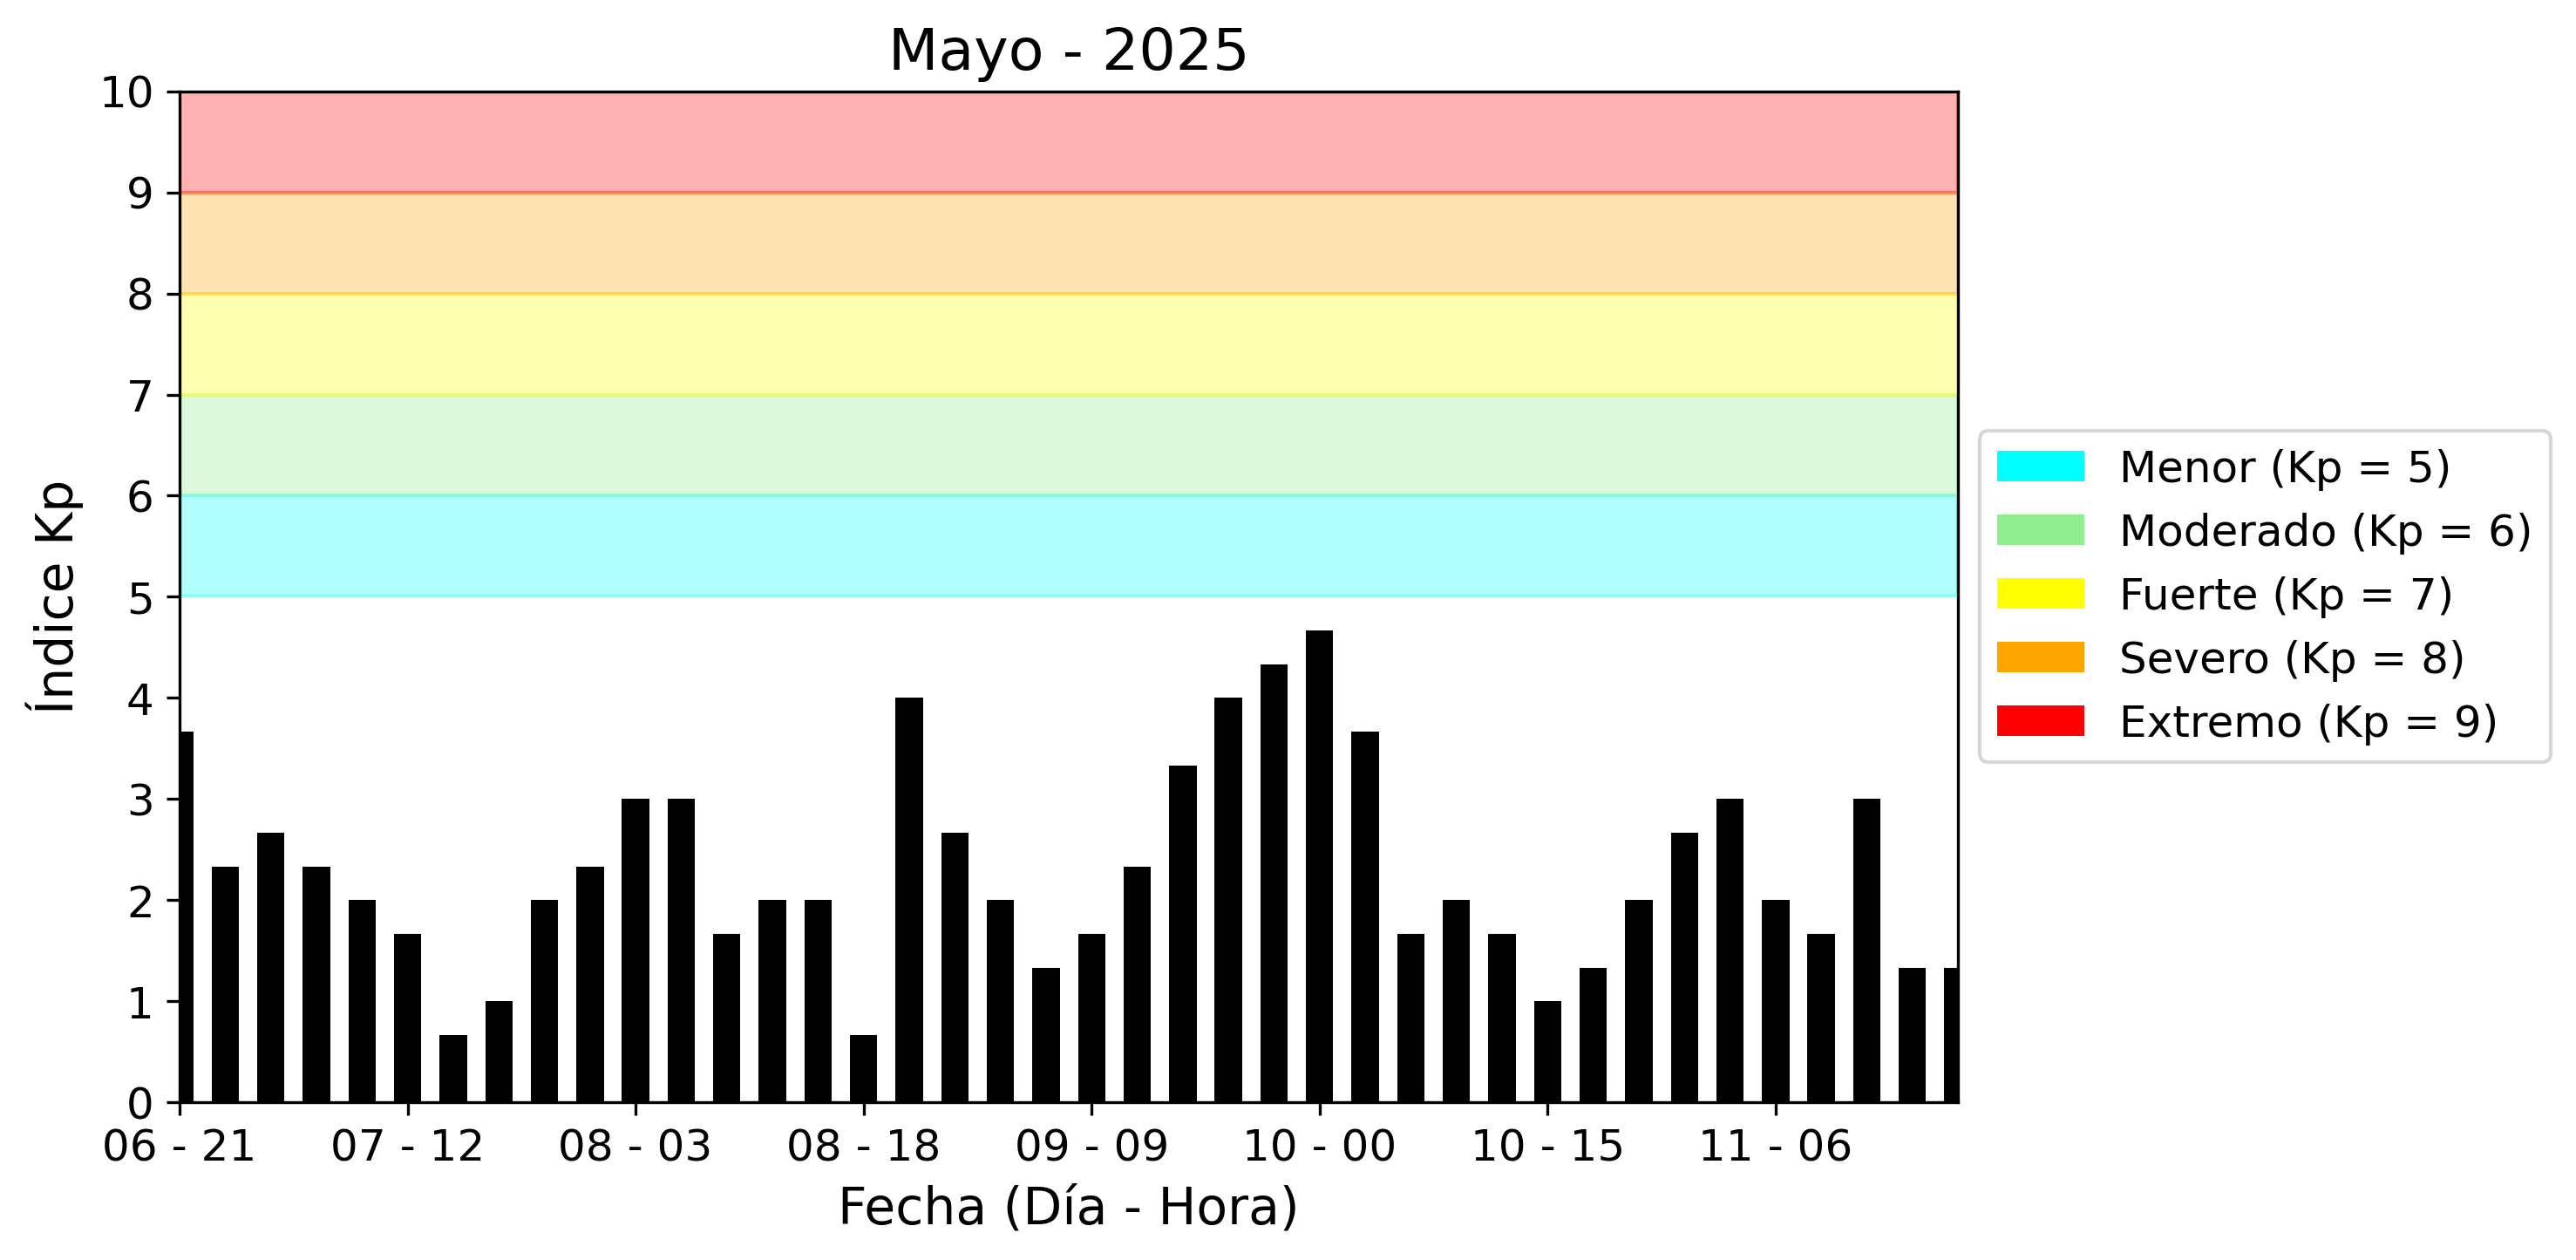 Mayo - 2025
10
9
8
7
6
5
4
3
2
1
0
Índice Kp
06 - 21
07 - 12
08 - 03
08 - 18
09 - 09
10 - 00
10 - 15
11 - 06
Fecha (Día - Hora)
Menor (Kp = 5)
Moderado (Kp = 6)
Fuerte (Kp = 7)
Severo (Kp = 8)
Extremo (Kp = 9)